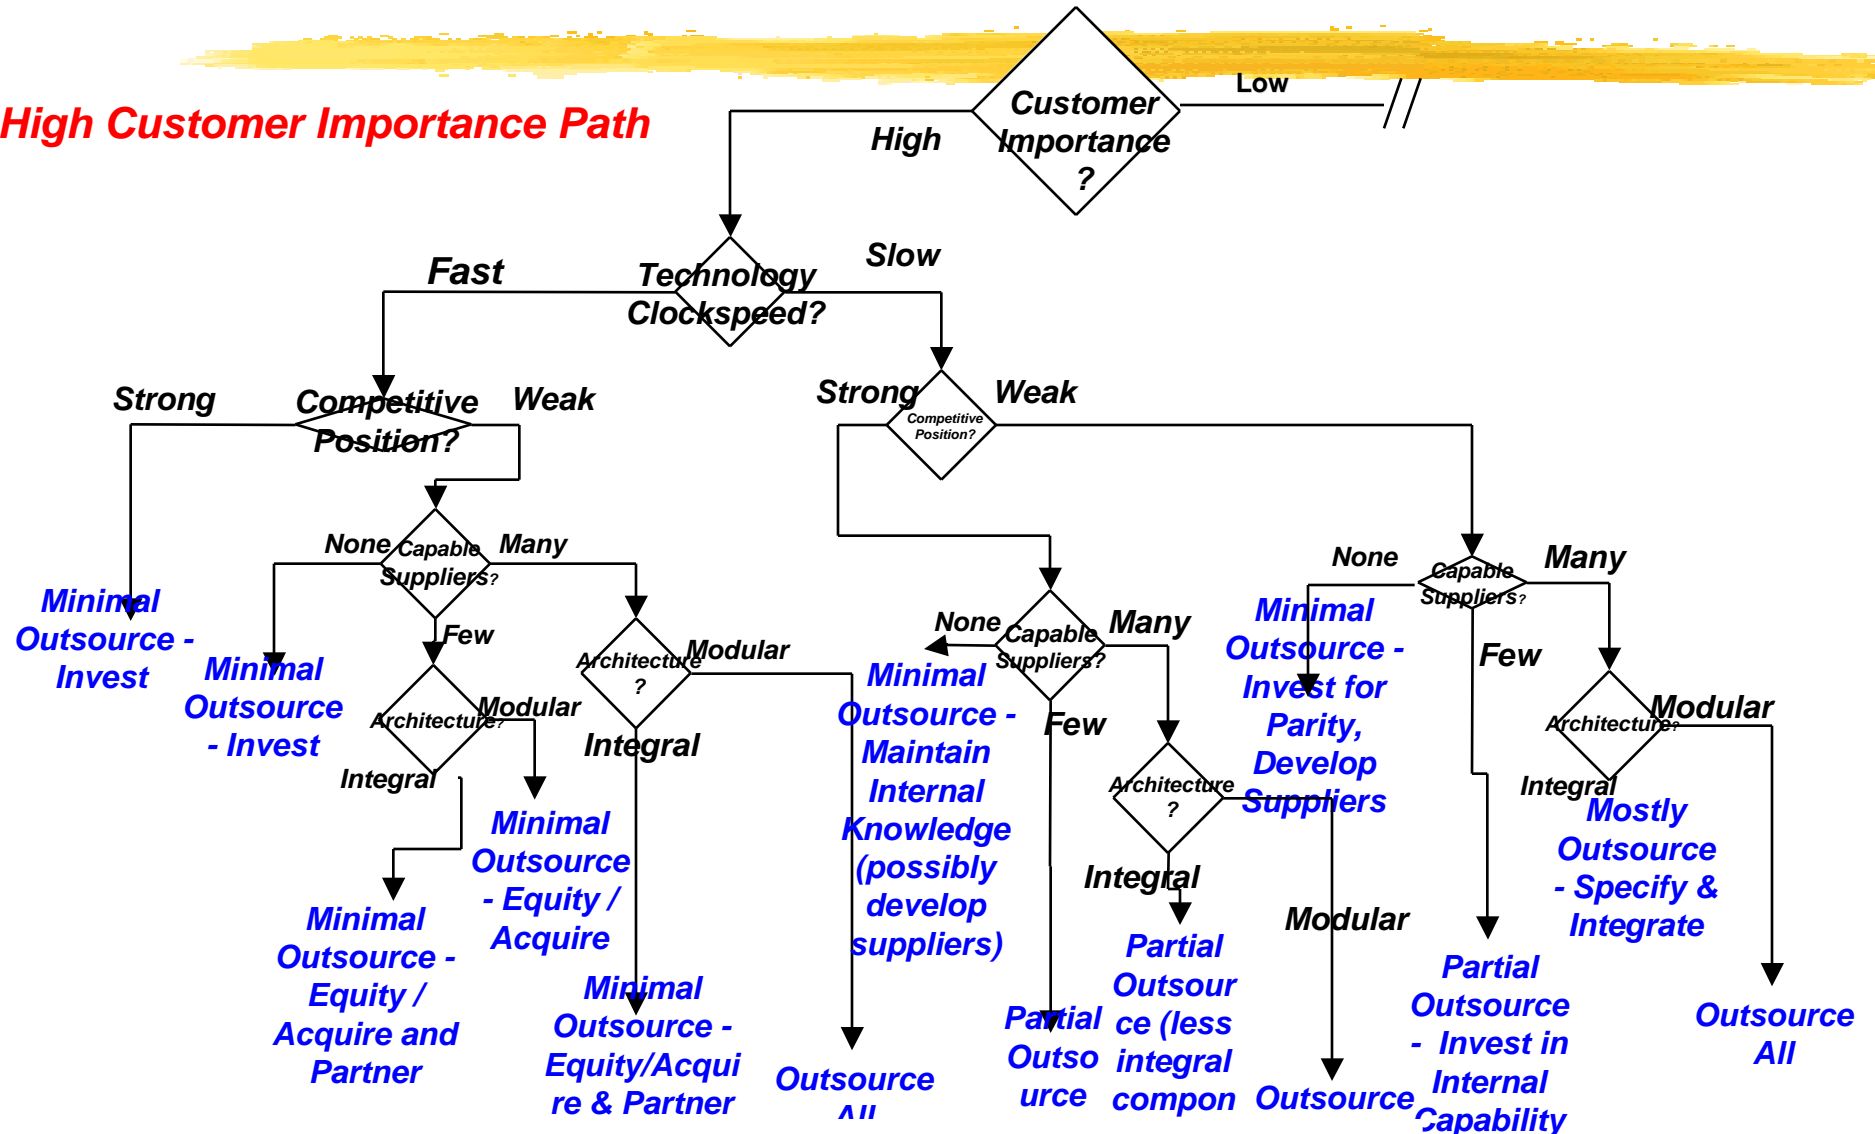 High Customer Importance Path
Customer
Importance
?
Low
High
Technology
Clockspeed?
Fast
Slow
Strong
Competitive
Position?
Weak
Strong
Competitive
Position?
Weak
None
Capable
Suppliers?
Many
Few
Minimal
Outsource -
Invest
Minimal
Outsource
- Invest
Architecture?
Modular
Integral
Architecture
?
Modular
Integral
Minimal
Outsource
- Equity /
Acquire
Minimal
Outsource -
Equity /
Acquire and
Partner
Minimal
Outsource -
Equity/Acqui
re & Partner
Outsource
All
None
Capable
Suppliers?
Many
Few
Minimal
Outsource -
Maintain
Internal
Knowledge
(possibly
develop
suppliers)
Architecture
?
Integral
Modular
Partial
Outso
urce
Partial
Outsour
ce (less
integral
compon
Outsource
None
Capable
Suppliers?
Many
Few
Minimal
Outsource -
Invest for
Parity,
Develop
Suppliers
Architecture?
Modular
Integral
Mostly
Outsource
- Specify &
Integrate
Partial
Outsource
- Invest in
Internal
Capability
Outsource
All